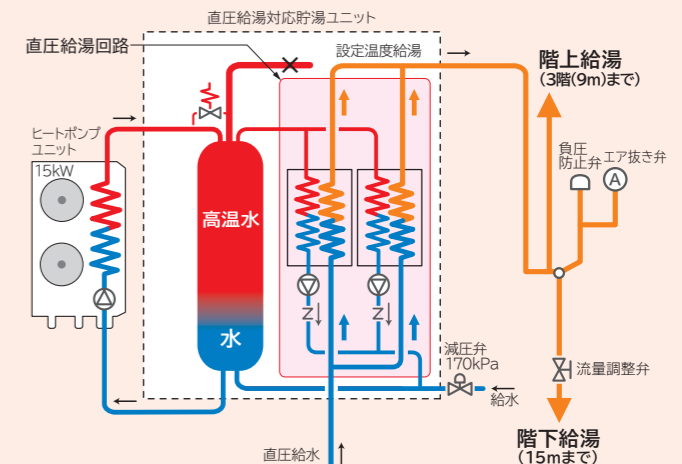 直圧給湯対応貯湯ユニット
直圧給湯回路
設定温度給湯
階上給湯
(3階(9m)まで)
負圧
防止弁
エア抜き弁
A
ヒートポンプ
ユニット
15kW
高温水
水
減圧弁
170kPa
給水
流量調整弁
直圧給水
階下給湯
(15mまで)